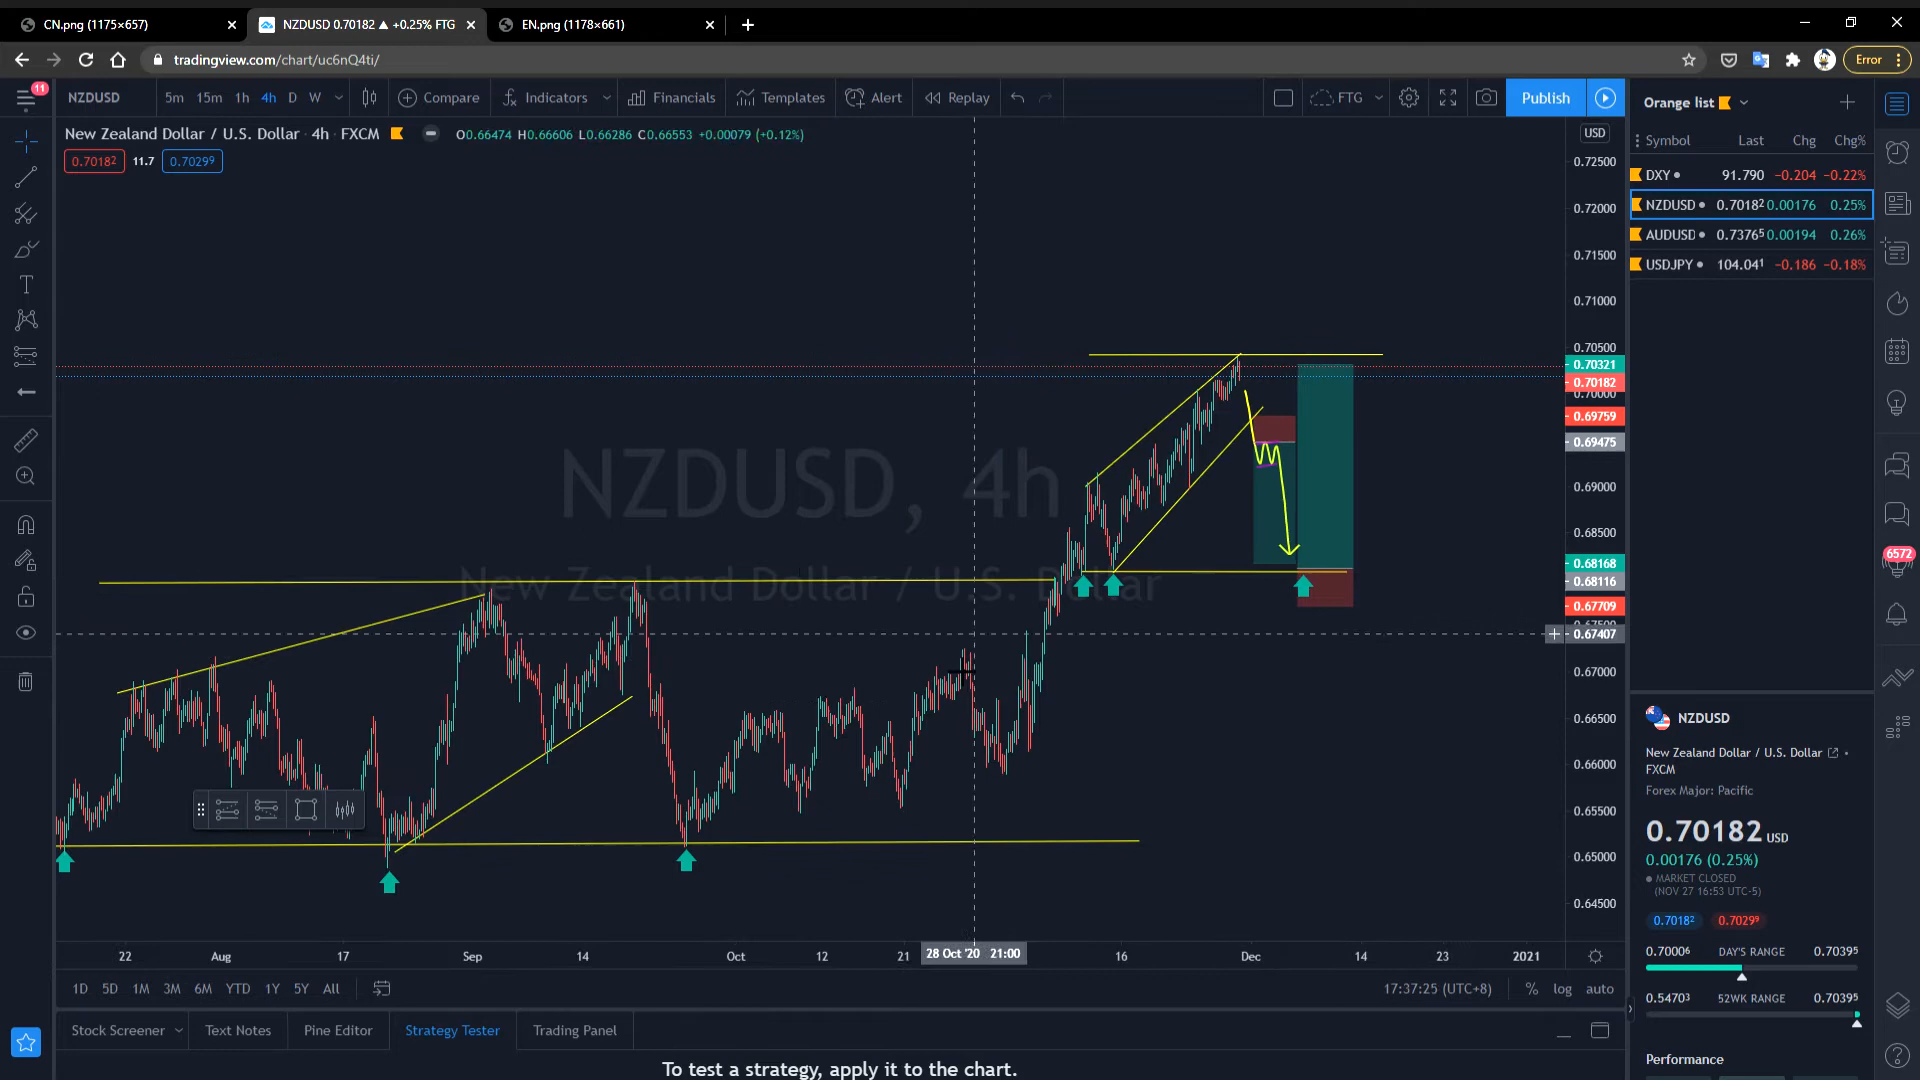 CN.png (1175×657)
NZDUSD 0.70182 ▲ +0.25% FTG
EN.png (1178×661)
tradingview.com/chart/uc6nQ4ti/
Error
11
NZDUSD 5m 15m 1h 4h D W Compare Indicators Financials Templates Alert Replay FTG Publish
New Zealand Dollar / U.S. Dollar · 4h · FXCM O0.66474 H0.66606 L0.66286 C0.66553 +0.00079 (+0.12%)
0.70182 11.7 0.70299
USD
0.72500
0.72000
0.71500
0.71000
0.70500
0.70321
0.70182
0.70000
0.69759
0.69475
0.69000
0.68500
0.68168
0.68116
0.67709
0.67500
0.67407
0.67000
0.66500
0.66000
0.65500
0.65000
0.64500
NZDUSD, 4h
New Zealand Dollar / U.S. Dollar
22 Aug 17 Sep 14 Oct 12 21 28 Oct '20 21:00 16 Dec 14 23 2021
1D 5D 1M 3M 6M YTD 1Y 5Y All
17:37:25 (UTC+8) % log auto
Stock Screener Text Notes Pine Editor Strategy Tester Trading Panel
To test a strategy, apply it to the chart.
Orange list
Symbol Last Chg Chg%
DXY 91.790 −0.204 −0.22%
NZDUSD 0.70182 0.00176 0.25%
AUDUSD 0.73765 0.00194 0.26%
USDJPY 104.041 −0.186 −0.18%
6572
NZDUSD
New Zealand Dollar / U.S. Dollar ·
FXCM
Forex Major: Pacific
0.70182 USD
0.00176 (0.25%)
MARKET CLOSED
(NOV 27 16:53 UTC-5)
0.70182 0.70299
0.70006 DAY'S RANGE 0.70395
0.54703 52WK RANGE 0.70395
Performance